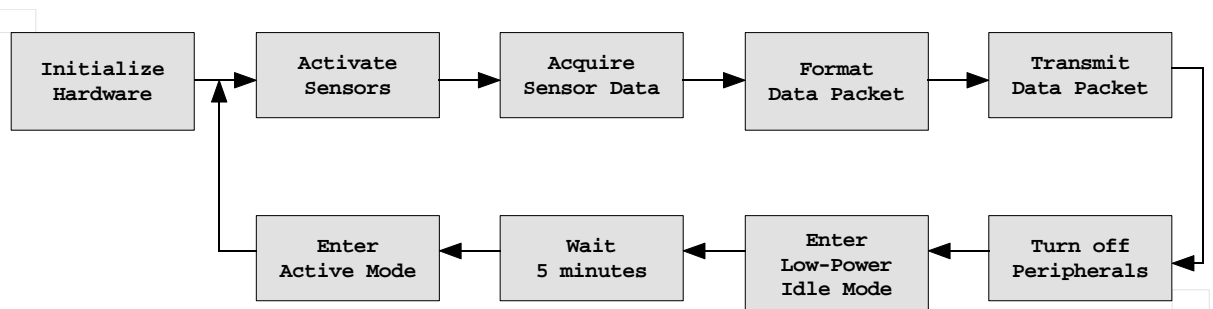 Initialize
Hardware
Activate
Sensors
Acquire
Sensor Data
Format
Data Packet
Transmit
Data Packet
Turn off
Peripherals
Enter
Low-Power
Idle Mode
Wait
5 minutes
Enter
Active Mode